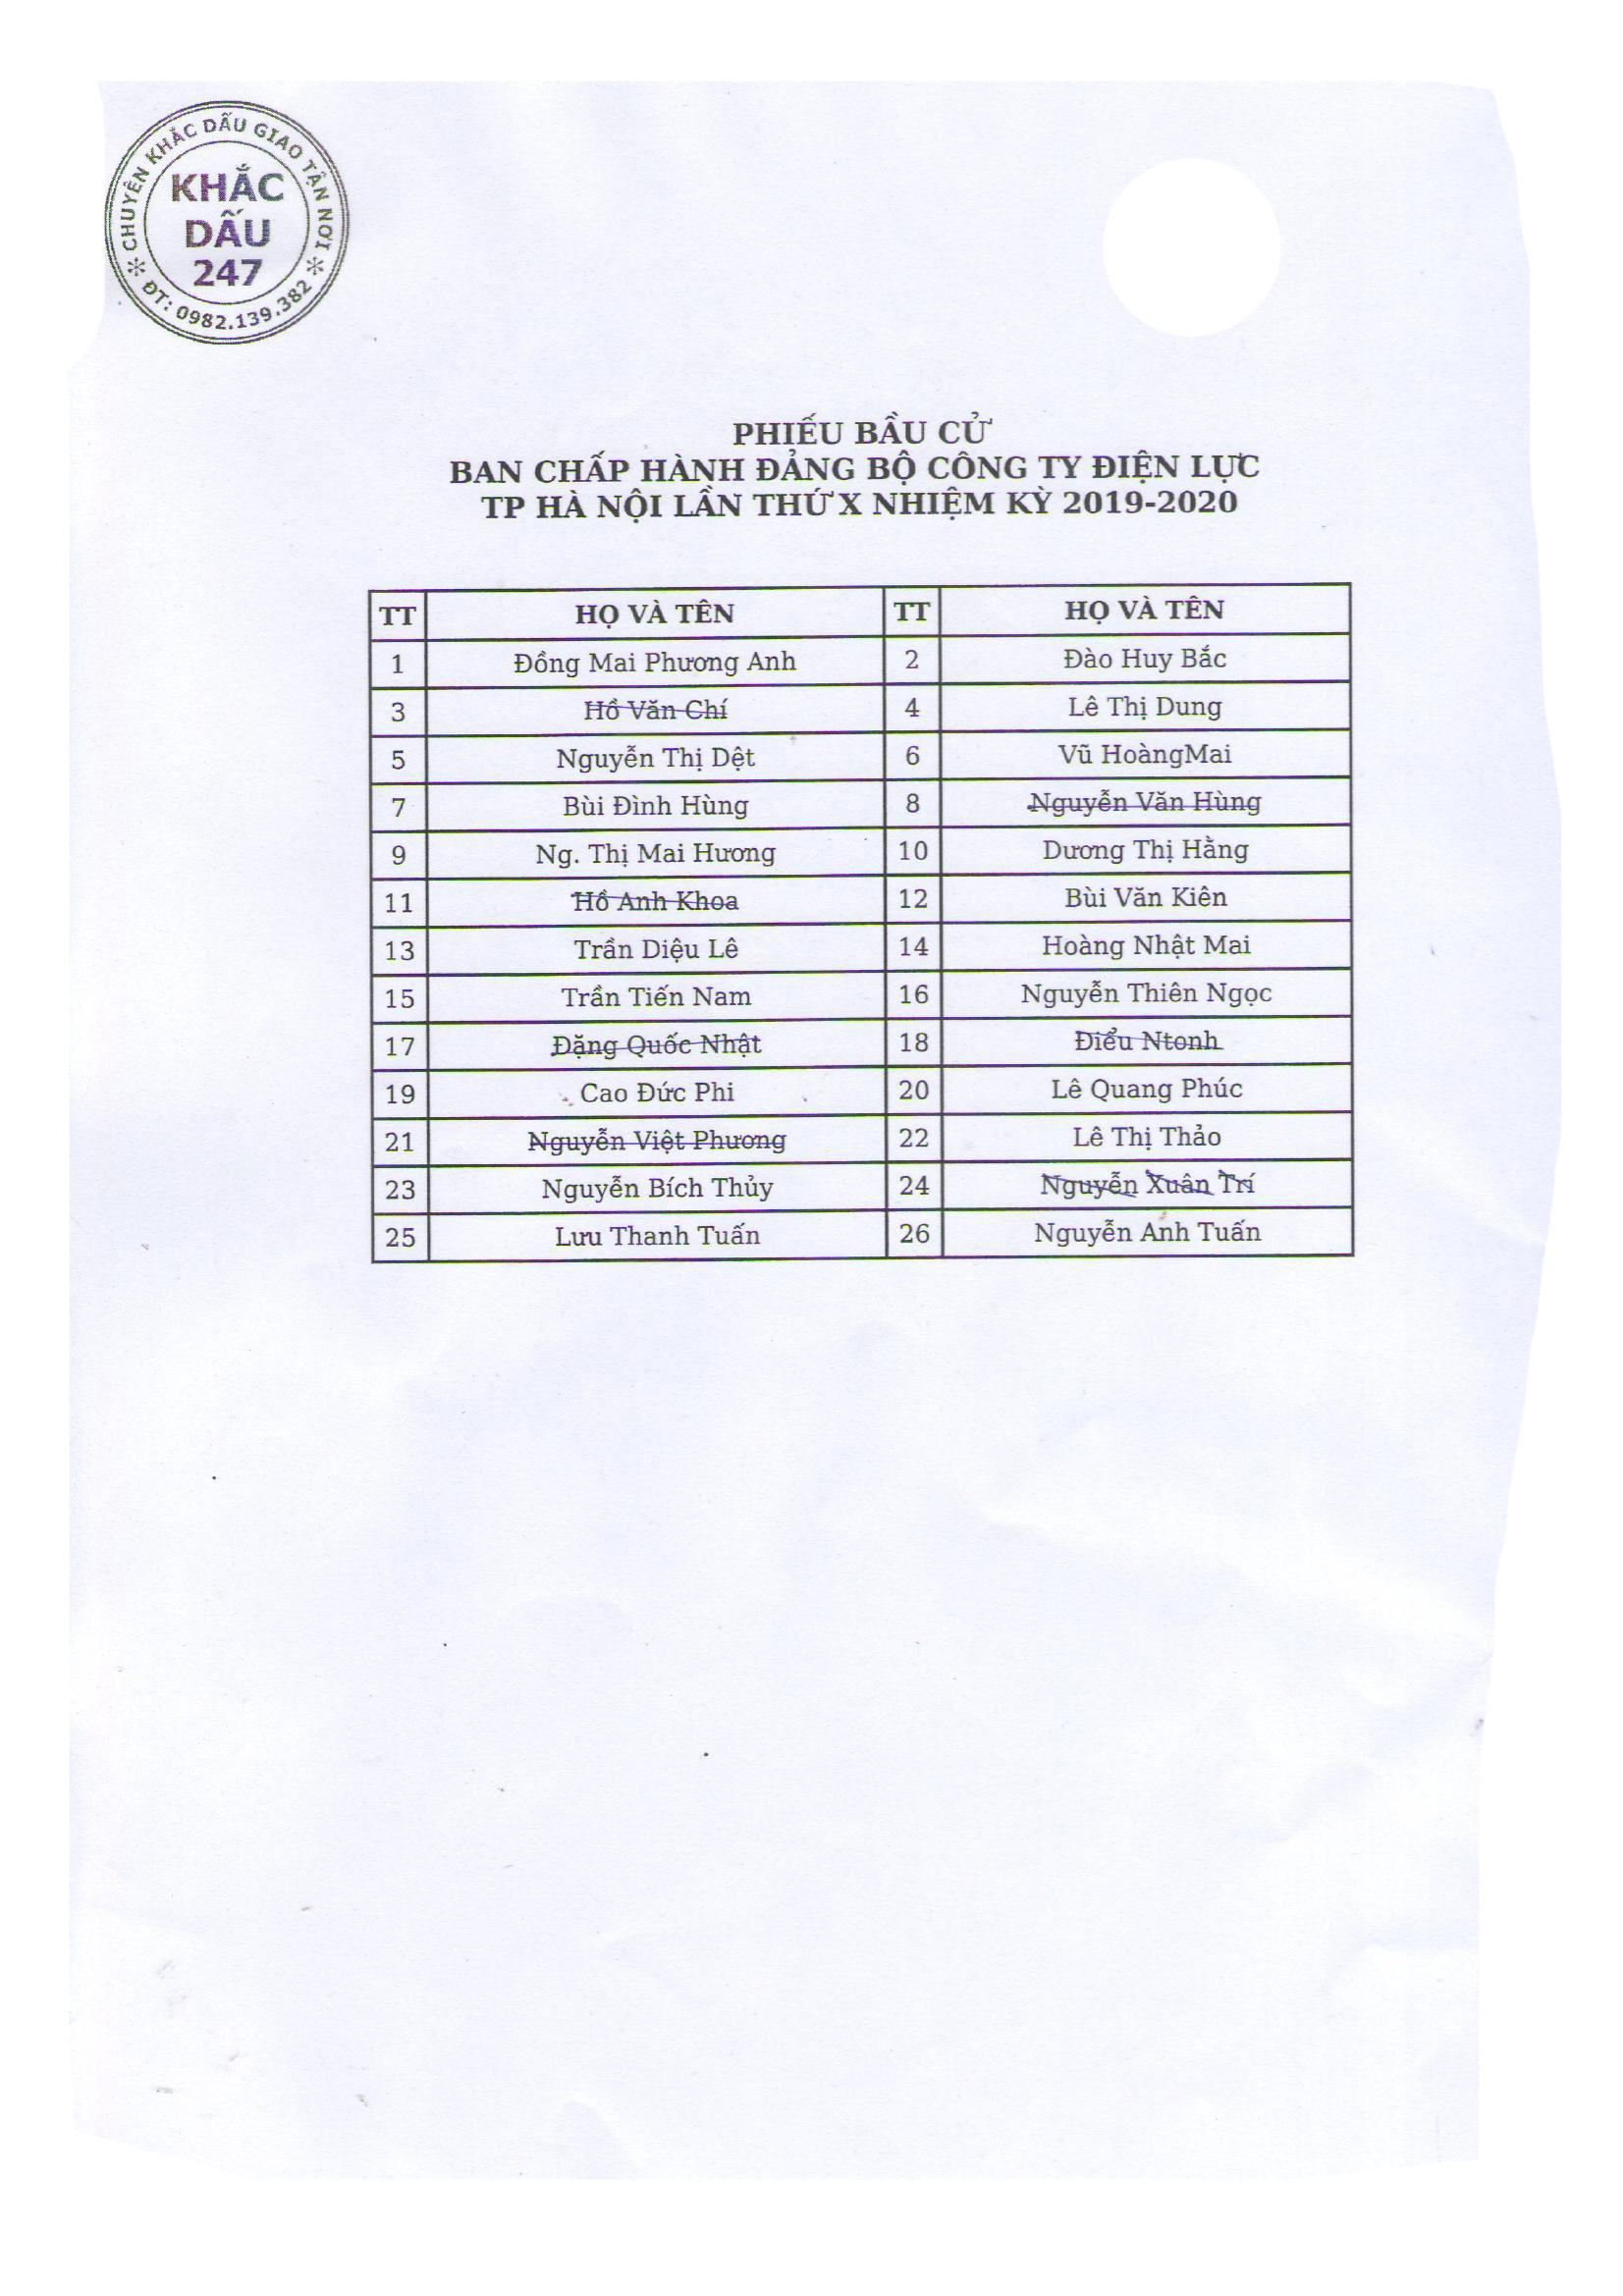 CHUYÊN KHẮC DẤU GIAO TẬN NƠI
KHẮC
DẤU
247
ĐT: 0982.139.382
PHIẾU BẦU CỬ
BAN CHẤP HÀNH ĐẢNG BỘ CÔNG TY ĐIỆN LỰC
TP HÀ NỘI LẦN THỨ X NHIỆM KỲ 2019-2020
TT HỌ VÀ TÊN TT HỌ VÀ TÊN
1 Đồng Mai Phương Anh 2 Đào Huy Bắc
3 Hồ Văn Chí 4 Lê Thị Dung
5 Nguyễn Thị Dệt 6 Vũ HoàngMai
7 Bùi Đình Hùng 8 Nguyễn Văn Hùng
9 Ng. Thị Mai Hương 10 Dương Thị Hằng
11 Hồ Anh Khoa 12 Bùi Văn Kiên
13 Trần Diệu Lê 14 Hoàng Nhật Mai
15 Trần Tiến Nam 16 Nguyễn Thiên Ngọc
17 Đặng Quốc Nhật 18 Điểu Ntonh
19 Cao Đức Phi 20 Lê Quang Phúc
21 Nguyễn Việt Phương 22 Lê Thị Thảo
23 Nguyễn Bích Thủy 24 Nguyễn Xuân Trí
25 Lưu Thanh Tuấn 26 Nguyễn Anh Tuấn